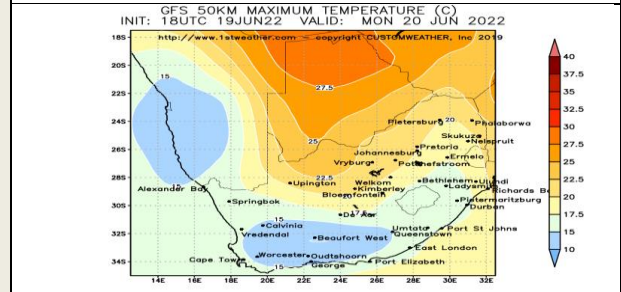 GFS 50KM MAXIMUM TEMPERATURE (C)
INIT: 18UTC 19JUN22 VALID: MON 20 JUN 2022
http://www.1stweather.com copyright CUSTOMWEATHER, Inc 2019
18S
20S
22S
24S
26S
28S
30S
32S
34S
15
27.5
25
22.5
20
17.5
15
15
15
Pietersburg
Phalaborwa
Skukuza
Nelspruit
Pretoria
Johannesburg
Ermelo
Vryburg
Potchefstroom
Welkom
Bethlehem
Ulundi
Upington
Kimberley
Ladysmith
Richards Ba
Alexander Bay
Bloemfontein
Pietermaritzburg
Springbok
Durban
De Aar
Calvinia
Umtata
Port St Johns
Vredendal
Beaufort West
Queenstown
East London
Worcester
Oudtshoorn
Cape Town
George
Port Elizabeth
14E 16E 18E 20E 22E 24E 26E 28E 30E 32E
40
37.5
35
32.5
30
27.5
25
22.5
20
17.5
15
10